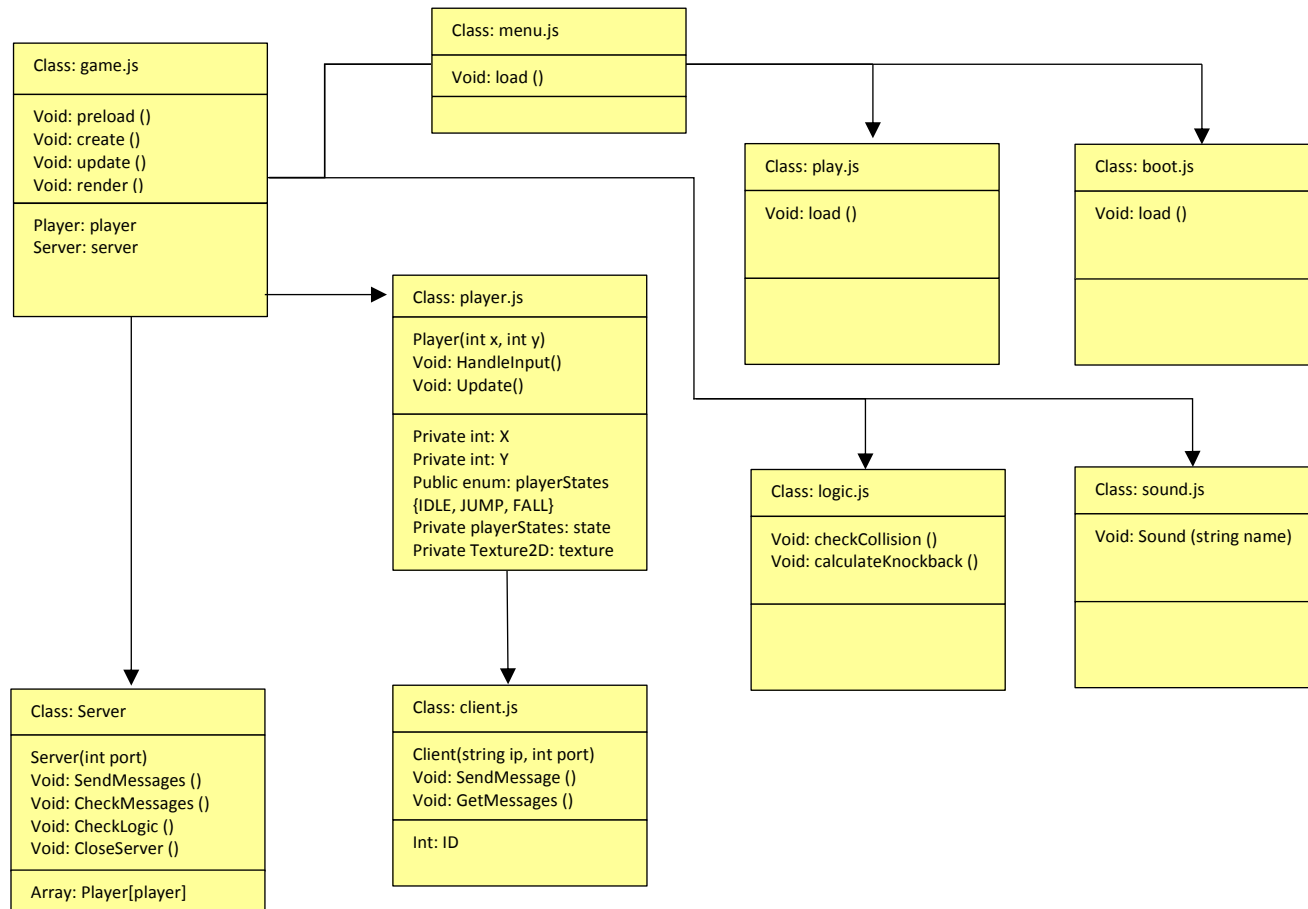 Class: game.js
Void: preload ()
Void: create ()
Void: update ()
Void: render ()
Player: player
Server: server
Class: menu.js
Void: load ()
Class: play.js
Void: load ()
Class: boot.js
Void: load ()
Class: player.js
Player(int x, int y)
Void: HandleInput()
Void: Update()
Private int: X
Private int: Y
Public enum: playerStates
{IDLE, JUMP, FALL}
Private playerStates: state
Private Texture2D: texture
Class: logic.js
Void: checkCollision ()
Void: calculateKnockback ()
Class: sound.js
Void: Sound (string name)
Class: Server
Server(int port)
Void: SendMessages ()
Void: CheckMessages ()
Void: CheckLogic ()
Void: CloseServer ()
Array: Player[player]
Class: client.js
Client(string ip, int port)
Void: SendMessage ()
Void: GetMessages ()
Int: ID